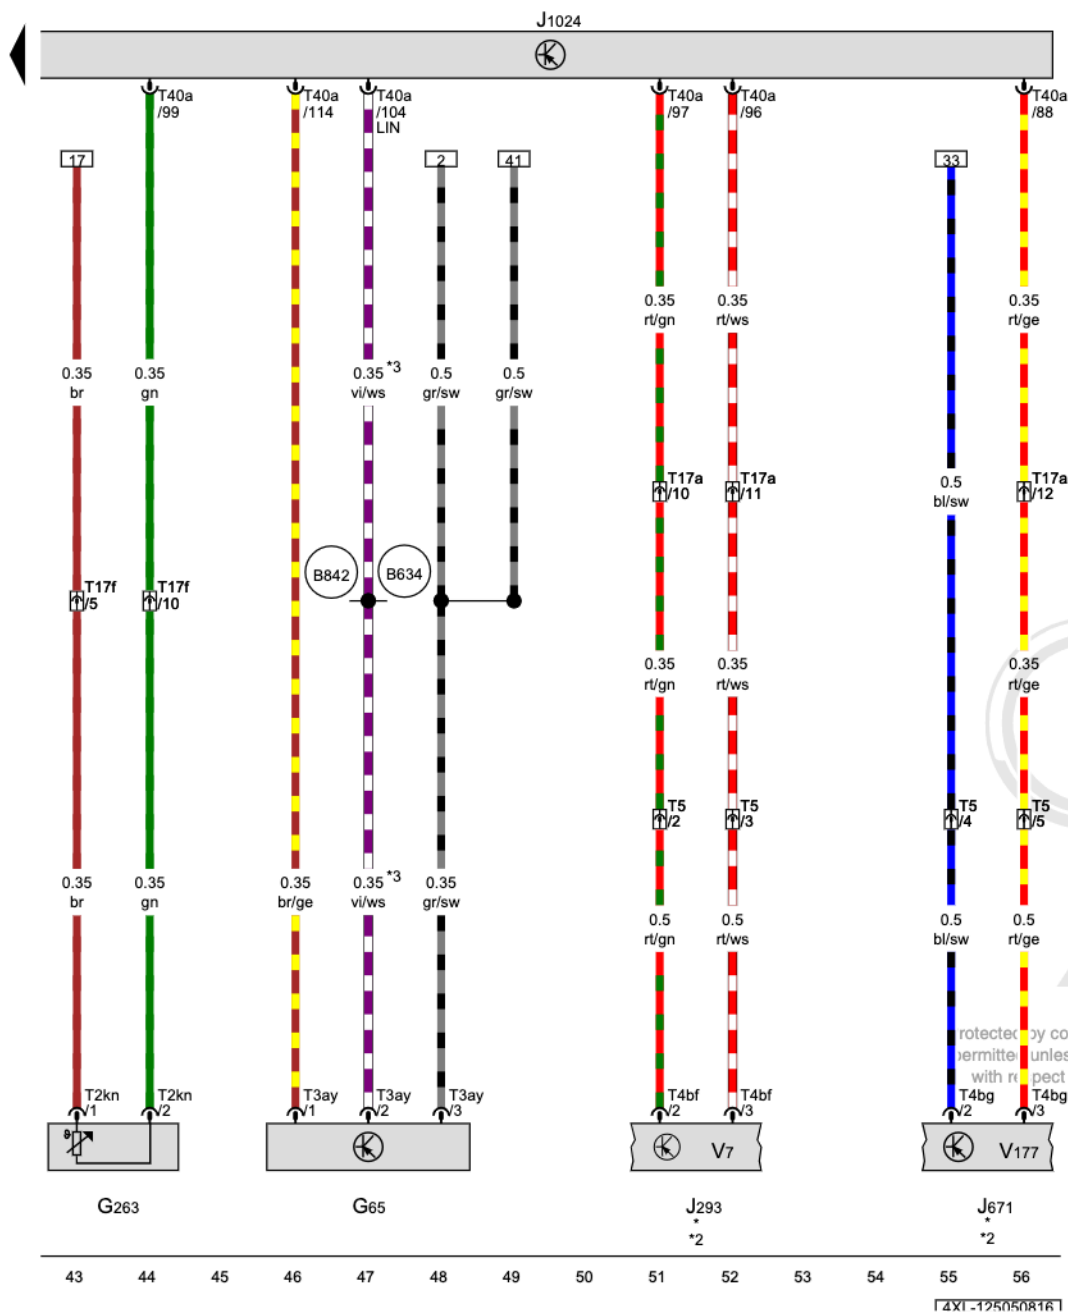 J1024
T40a
/99
T40a
/114
T40a
/104
LIN
T40a
/97
T40a
/96
T40a
/88
17
2
41
33
0.35
rt/gn
0.35
rt/ws
0.35
rt/ge
0.35
br
0.35
gn
0.35 *3
vi/ws
0.5
gr/sw
0.5
gr/sw
T17a
/10
T17a
/11
0.5
bl/sw
T17a
/12
B842
B634
T17f
/5
T17f
/10
0.35
rt/gn
0.35
rt/ws
0.35
rt/ge
T5
/2
T5
/3
T5
/4
T5
/5
0.35
br
0.35
gn
0.35
br/ge
0.35 *3
vi/ws
0.35
gr/sw
0.5
rt/gn
0.5
rt/ws
0.5
bl/sw
0.5
rt/ge
rotected by co
permitted unles
with respect
T2kn
/1
T2kn
/2
T3ay
/1
T3ay
/2
T3ay
/3
T4bf
/2
T4bf
/3
T4bg
/2
T4bg
/3
V7
V177
G263
G65
J293
*
*2
J671
*
*2
43 44 45 46 47 48 49 50 51 52 53 54 55 56
4XL-125050816